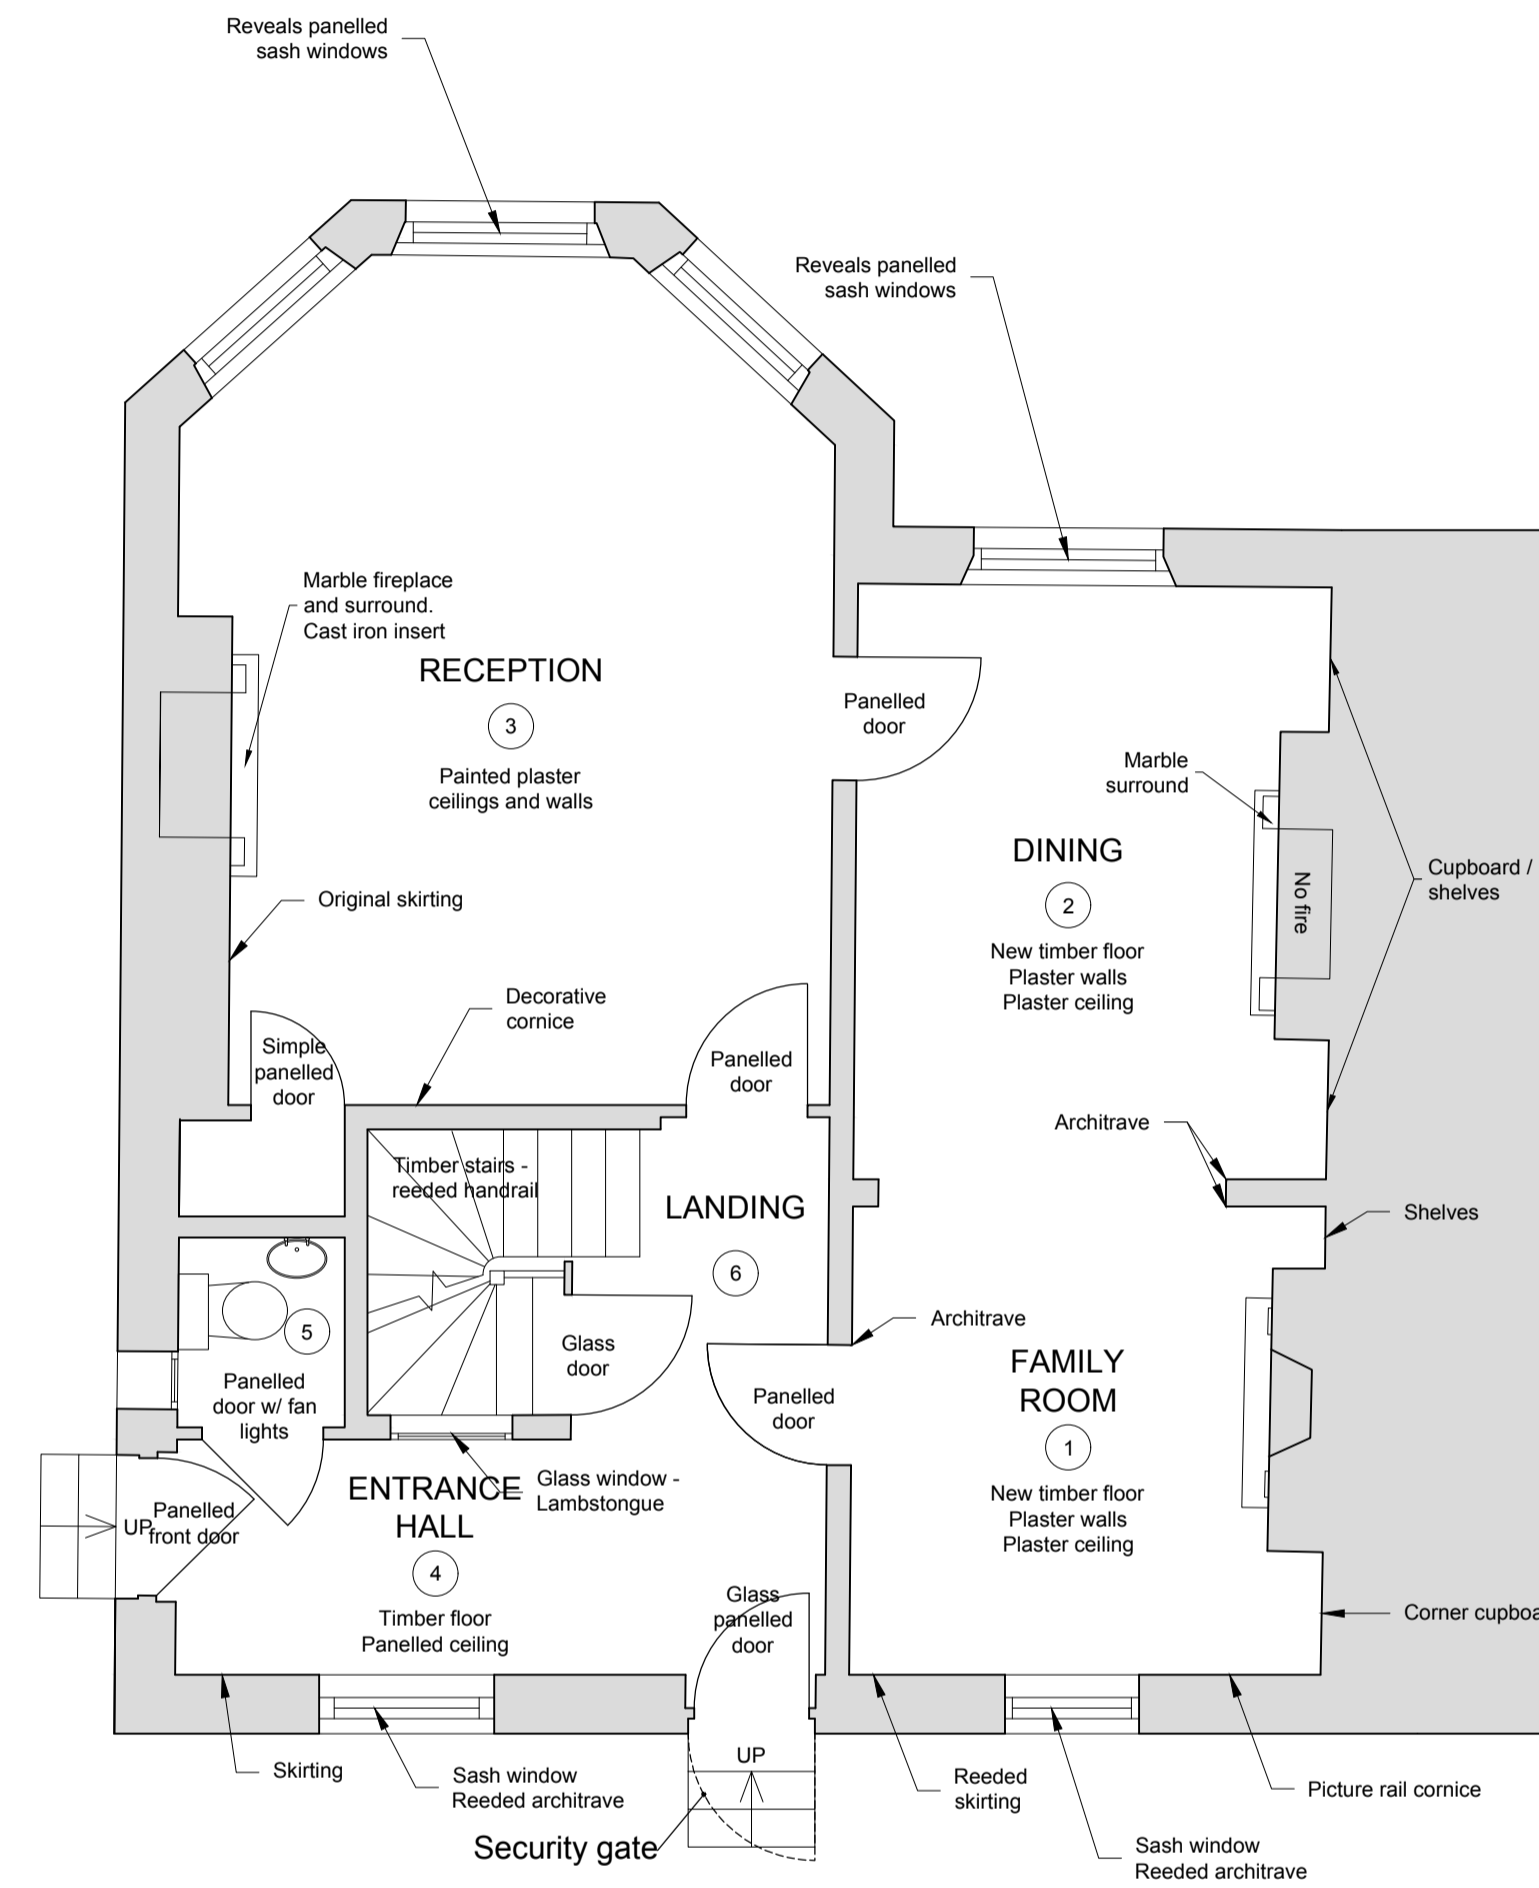 Reveals panelled
sash windows
Reveals panelled
sash windows
Marble fireplace
and surround.
Cast iron insert
RECEPTION
3
Painted plaster
ceilings and walls
Panelled
door
Marble
surround
DINING
2
New timber floor
Plaster walls
Plaster ceiling
No fire
Cupboard /
shelves
Original skirting
Decorative
cornice
Simple
panelled
door
Panelled
door
Architrave
Timber stairs -
reeded handrail
LANDING
6
Shelves
Architrave
5
Glass
door
Panelled
door w/ fan
lights
Panelled
door
FAMILY
ROOM
1
New timber floor
Plaster walls
Plaster ceiling
ENTRANCE
HALL
4
Timber floor
Panelled ceiling
Glass window -
Lambstongue
UP
Panelled
front door
Glass
panelled
door
Corner cupboa
Skirting
Sash window
Reeded architrave
UP
Security gate
Reeded
skirting
Picture rail cornice
Sash window
Reeded architrave